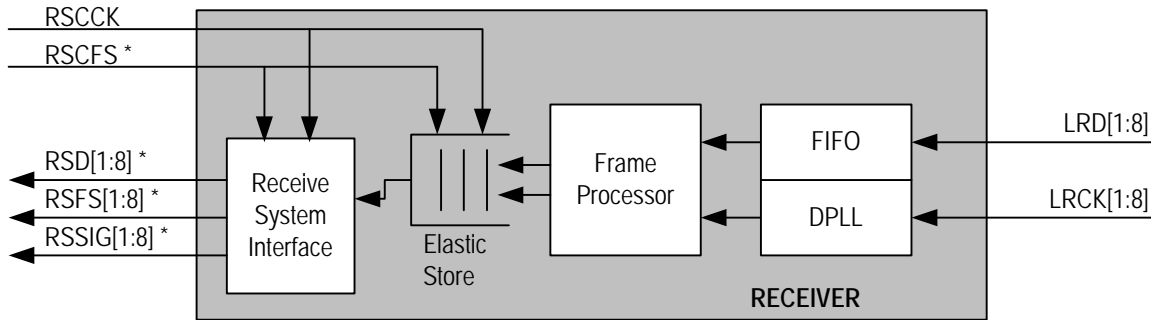 RSCCK
RSCFS *
RSD[1:8] *
RSFS[1:8] *
RSSIG[1:8] *
Receive
System
Interface
Elastic
Store
Frame
Processor
FIFO
DPLL
LRD[1:8]
LRCK[1:8]
RECEIVER